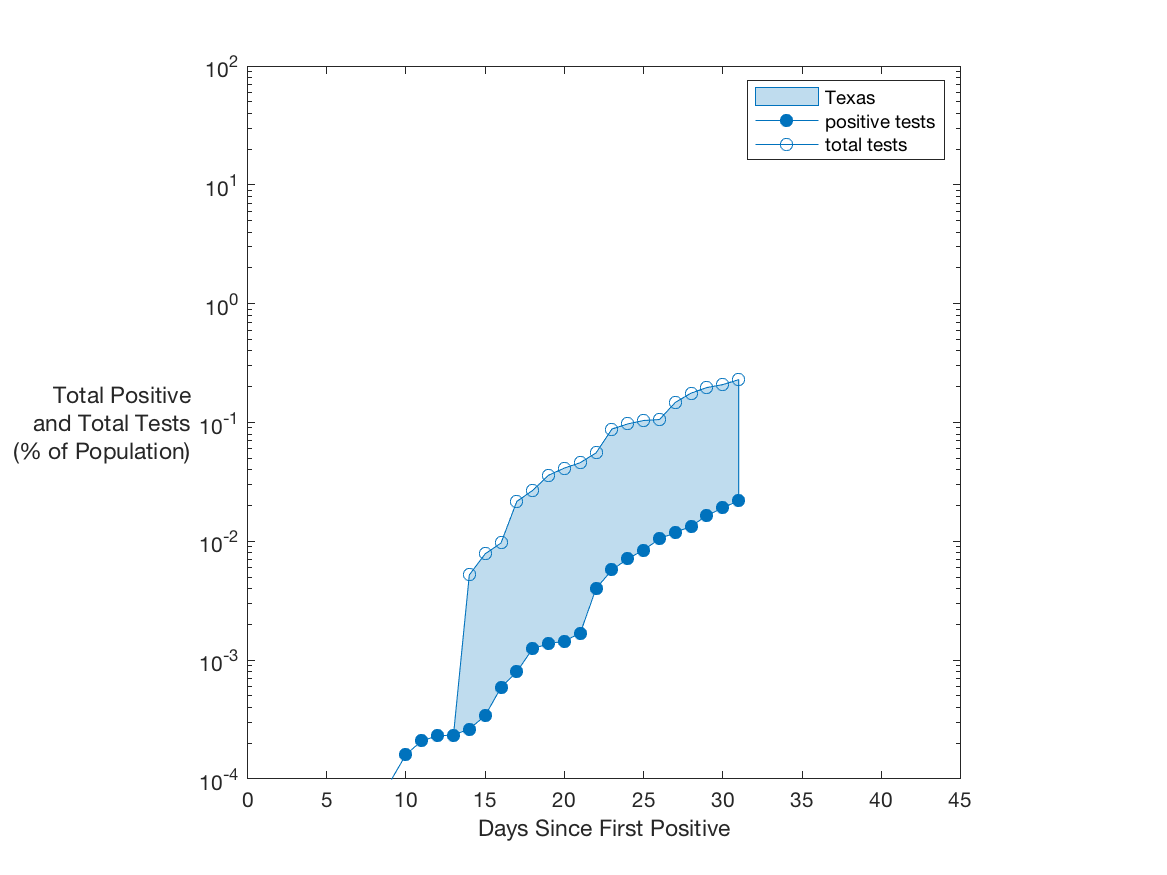 10^2
10^1
10^0
10^-1
10^-2
10^-3
10^-4
Total Positive
and Total Tests
(% of Population)
Texas
positive tests
total tests
0 5 10 15 20 25 30 35 40 45
Days Since First Positive